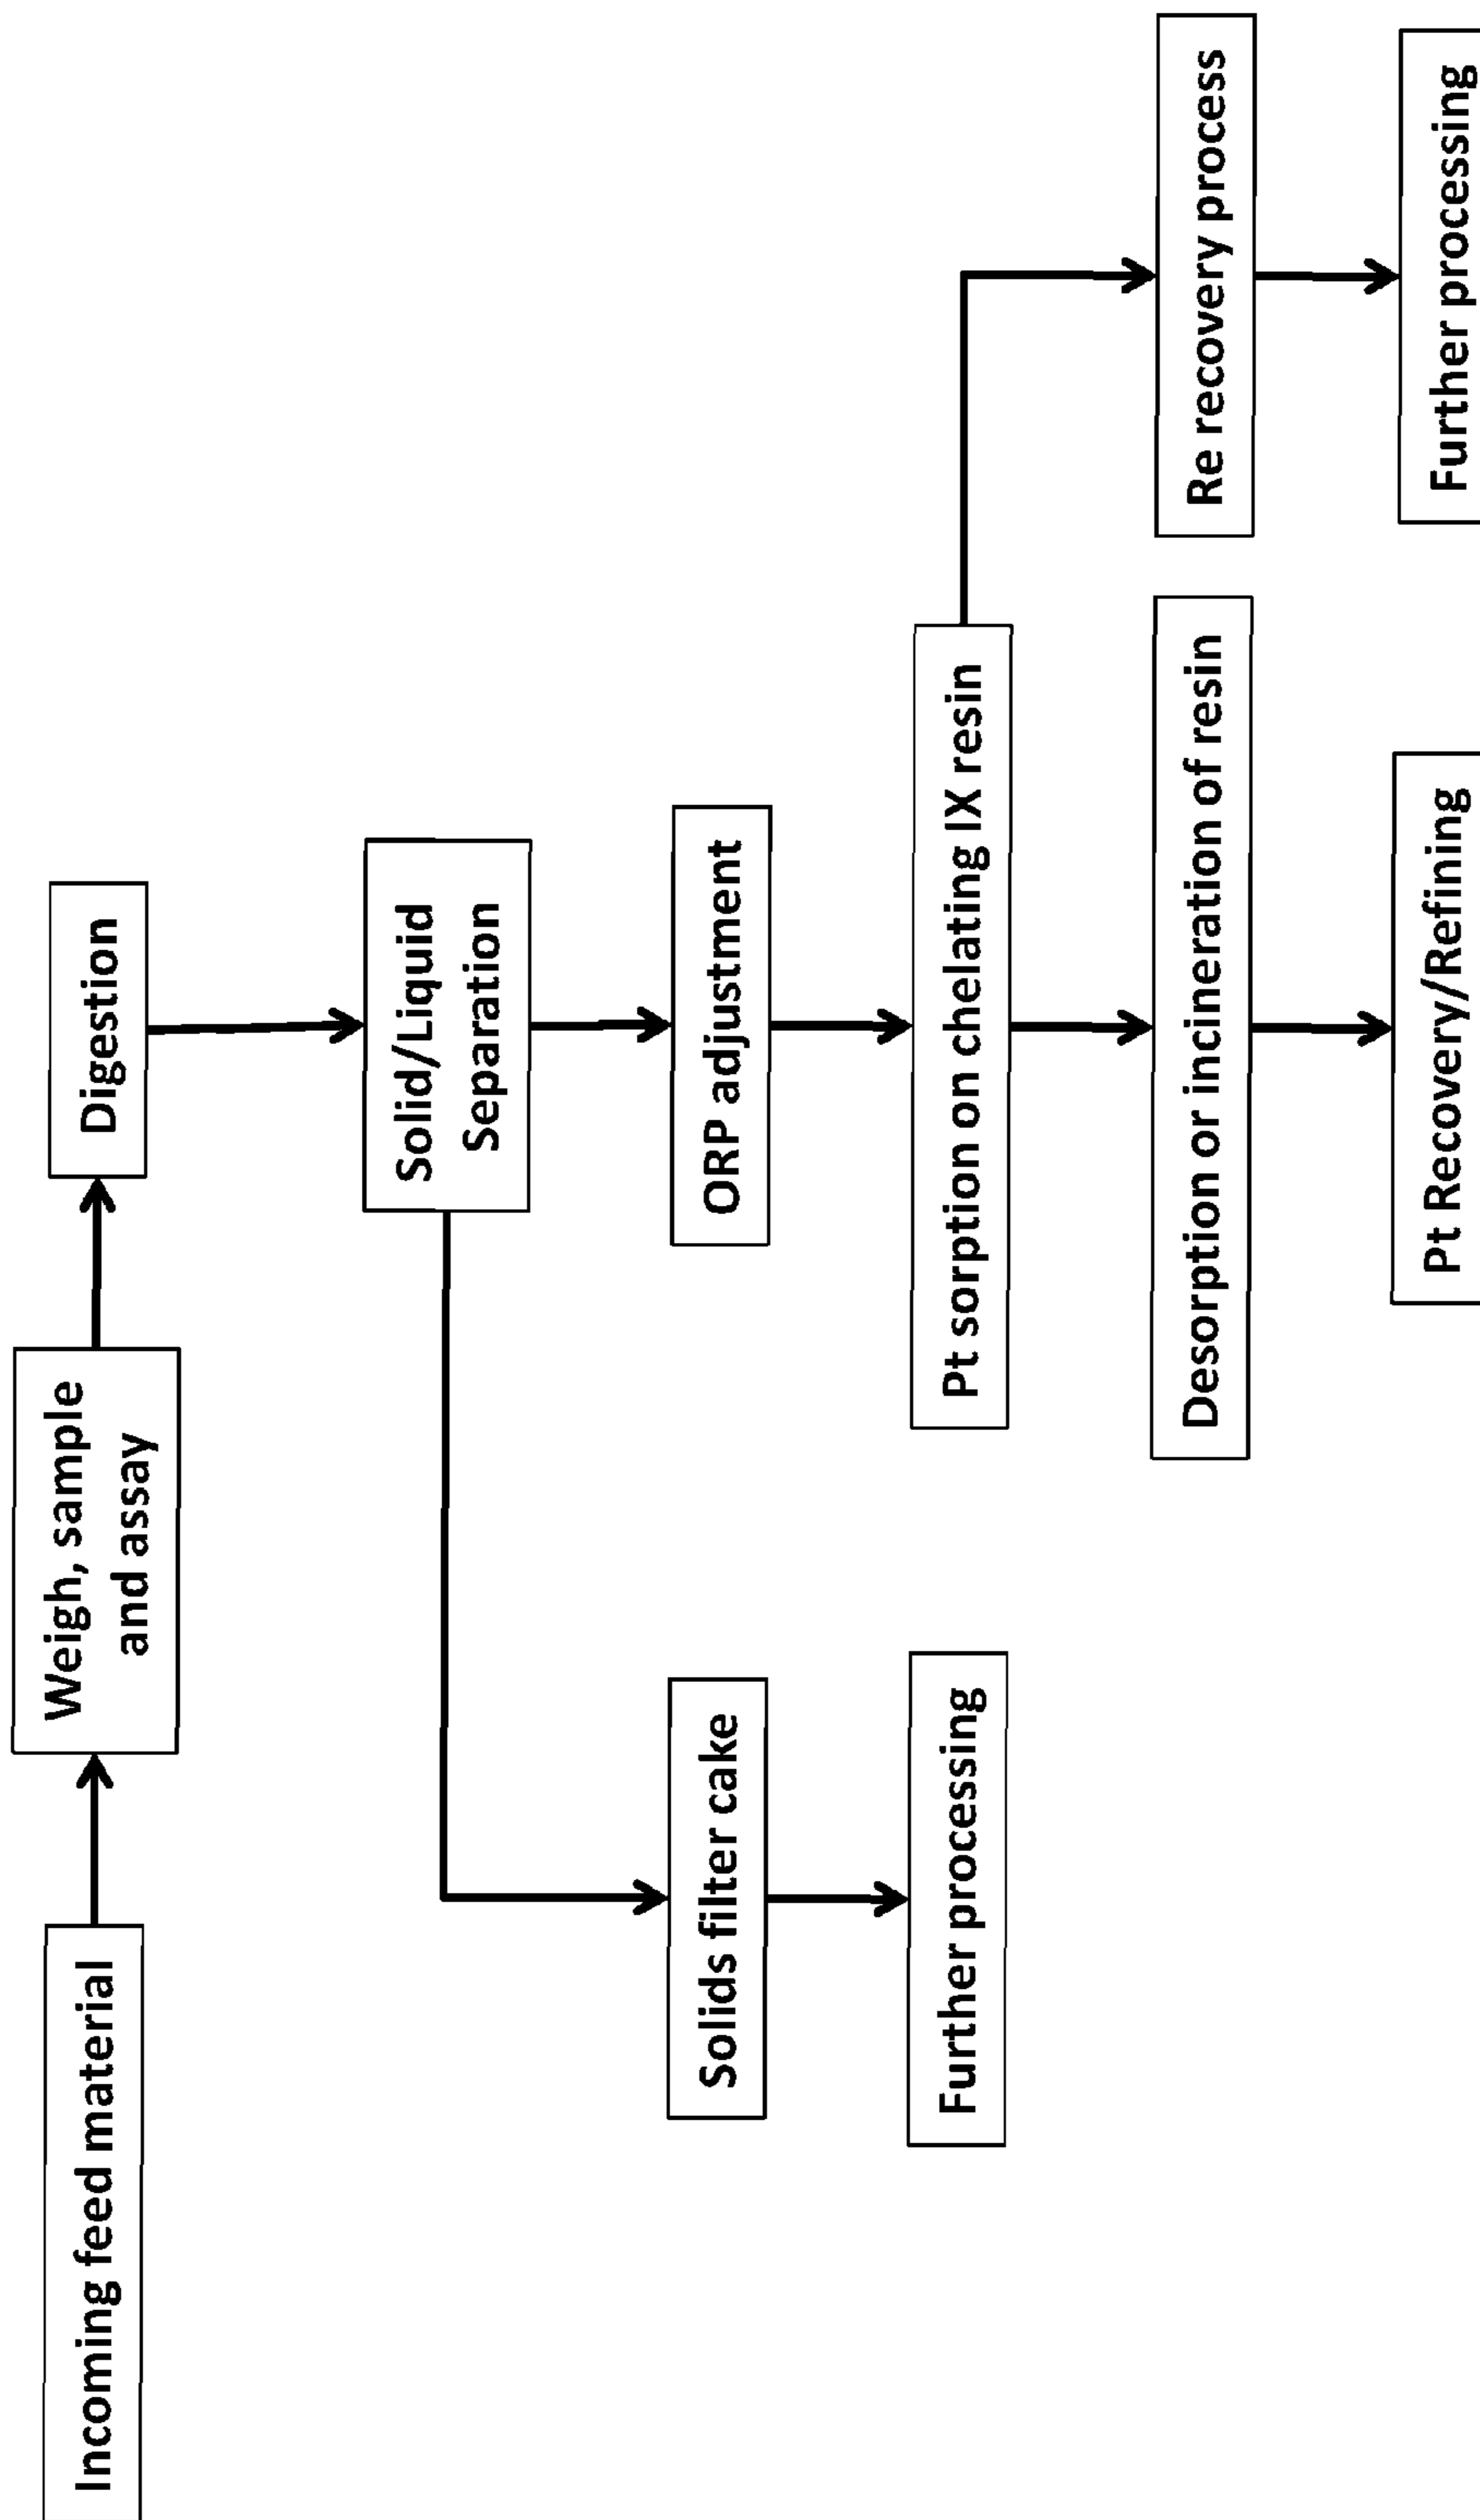 Incoming feed material
Weigh, sample
and assay
Digestion
Solid/Liquid
Separation
Solids filter cake
ORP adjustment
Further processing
Pt sorption on chelating IX resin
Desorption or incineration of resin
Re recovery process
Pt Recovery/Refining
Further processing